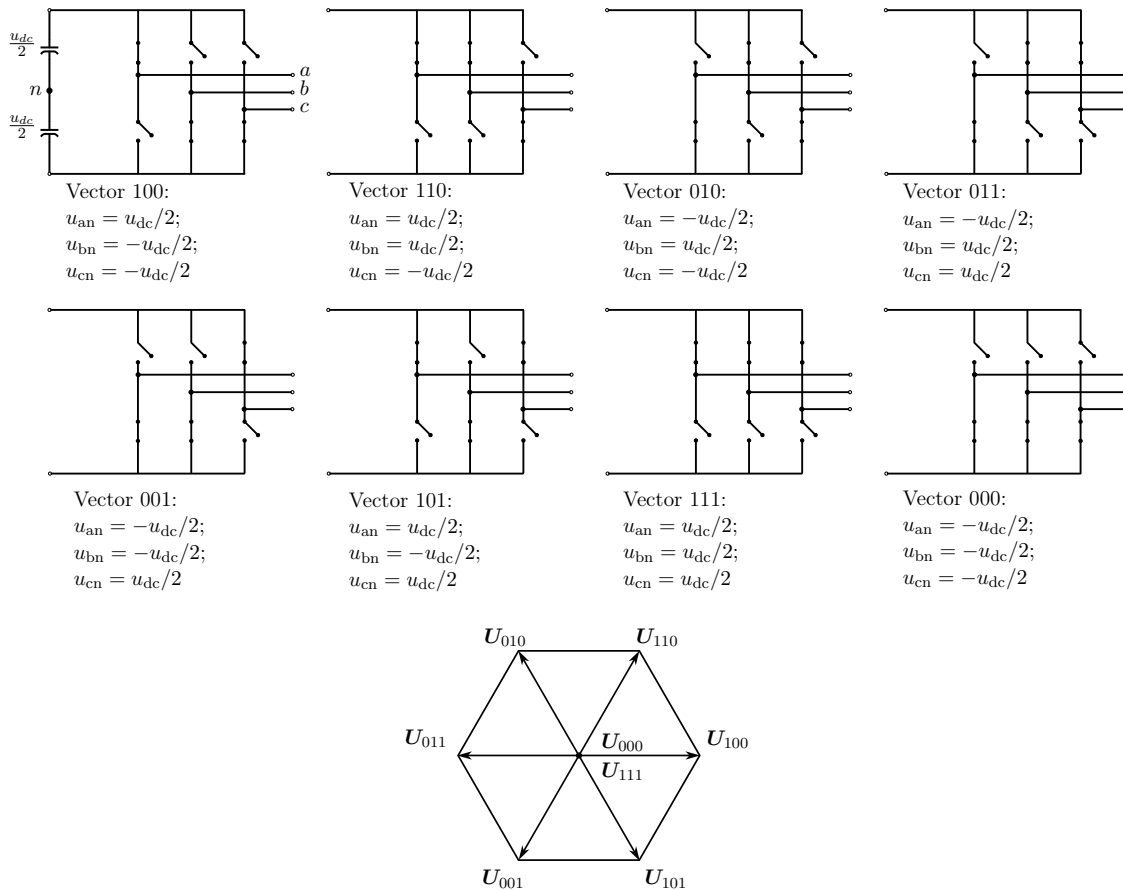 u_dc/2
n
u_dc/2
a
b
c
Vector 100:
u_an = u_dc/2;
u_bn = −u_dc/2;
u_cn = −u_dc/2
Vector 110:
u_an = u_dc/2;
u_bn = u_dc/2;
u_cn = −u_dc/2
Vector 010:
u_an = −u_dc/2;
u_bn = u_dc/2;
u_cn = −u_dc/2
Vector 011:
u_an = −u_dc/2;
u_bn = u_dc/2;
u_cn = u_dc/2
Vector 001:
u_an = −u_dc/2;
u_bn = −u_dc/2;
u_cn = u_dc/2
Vector 101:
u_an = u_dc/2;
u_bn = −u_dc/2;
u_cn = u_dc/2
Vector 111:
u_an = u_dc/2;
u_bn = u_dc/2;
u_cn = u_dc/2
Vector 000:
u_an = −u_dc/2;
u_bn = −u_dc/2;
u_cn = −u_dc/2
U_010
U_110
U_011
U_000
U_100
U_111
U_001
U_101